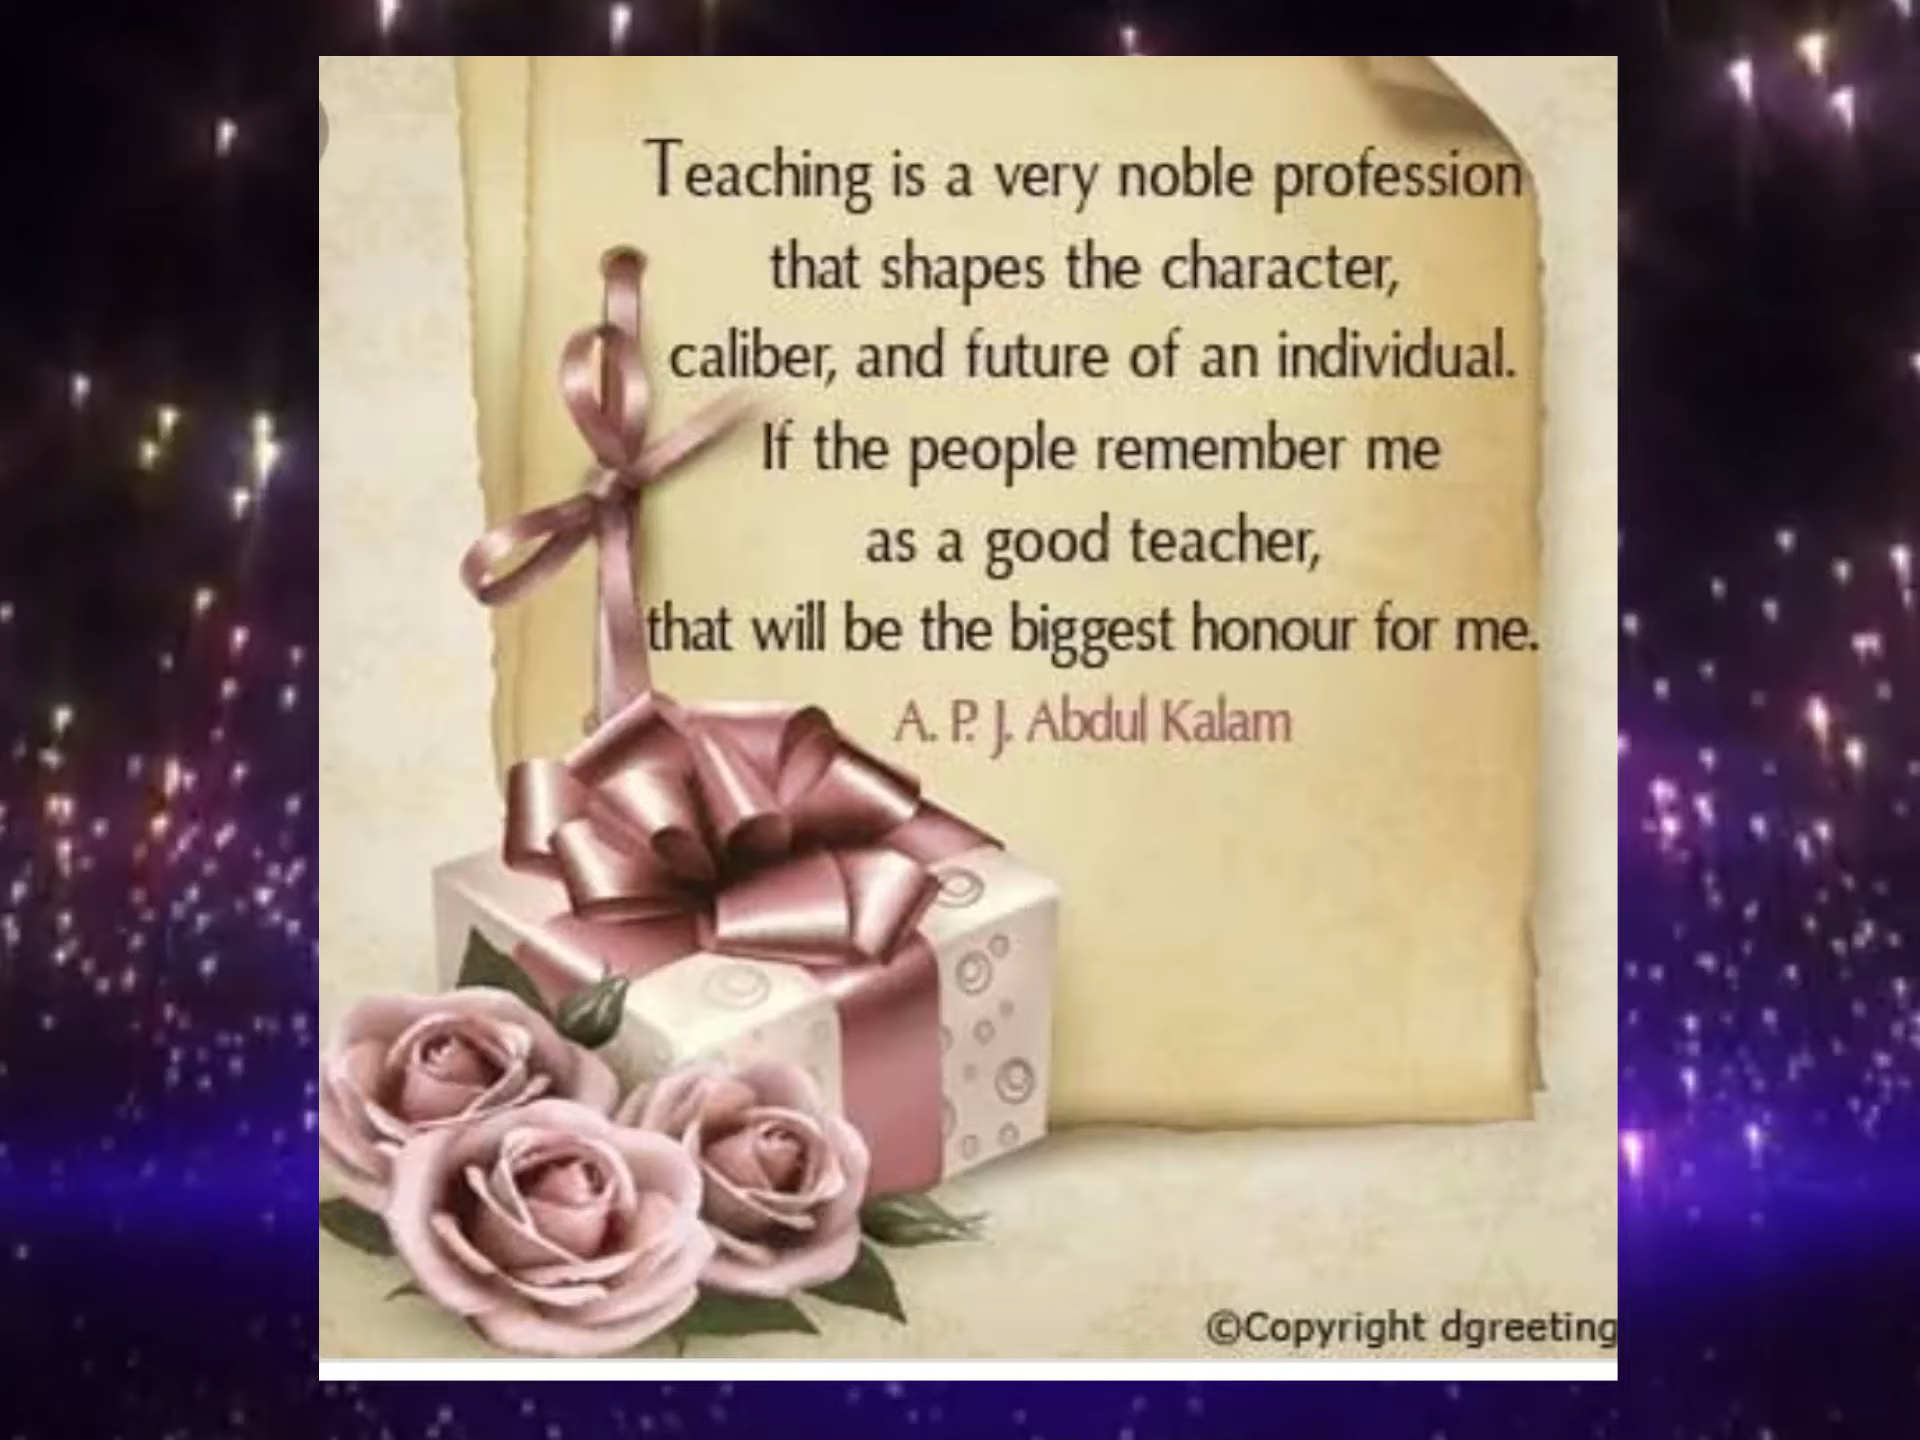 Teaching is a very noble profession
that shapes the character,
caliber, and future of an individual.
If the people remember me
as a good teacher,
that will be the biggest honour for me.
A. P. J. Abdul Kalam
©Copyright dgreeting